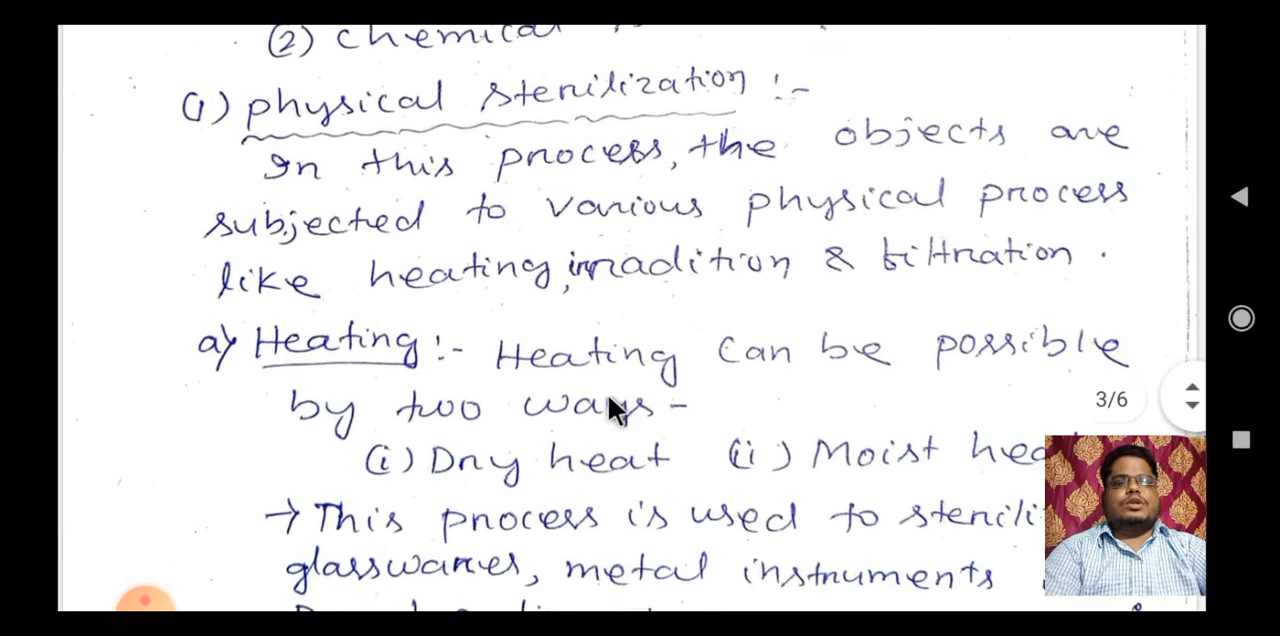 (2) chemical
(1) physical sterilization :-
In this process, the objects are
subjected to various physical process
like heating, irradition & filtration .
a) Heating :- Heating can be possible
by two ways -
(i) Dry heat (ii) Moist
→ This process is used to
glasswares, metal instruments
3/6